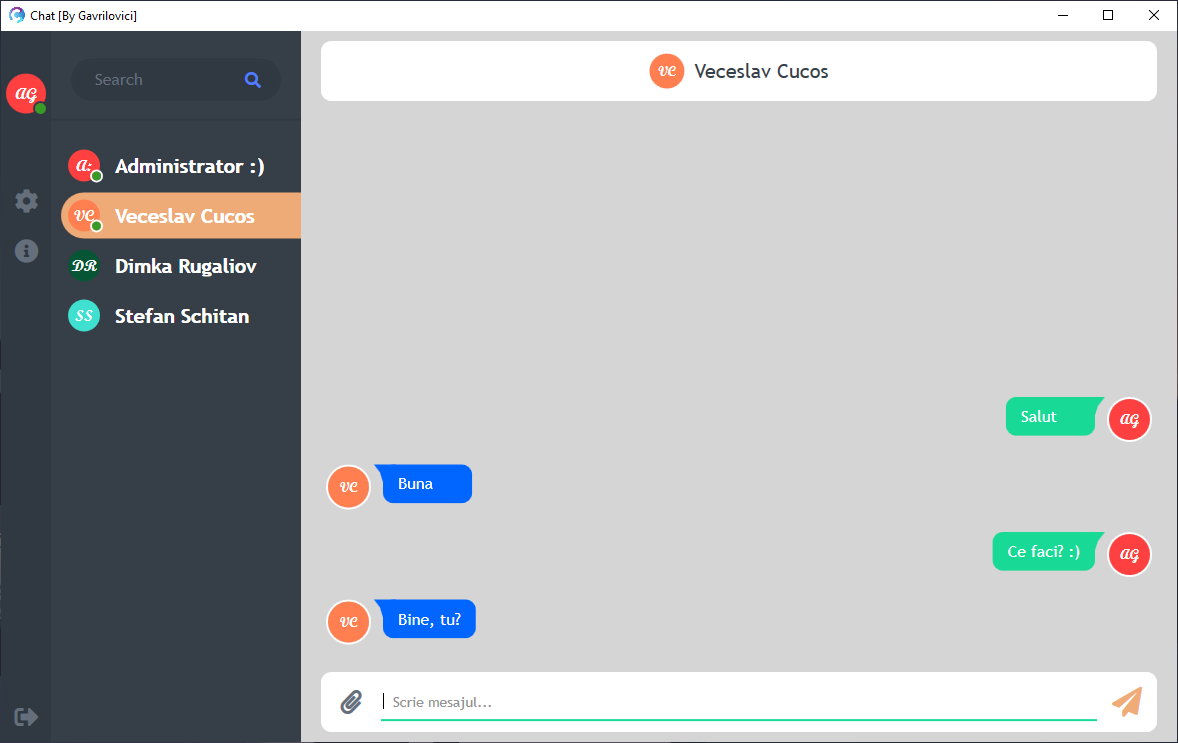 Chat [By Gavrilovici]
AG
Search
A: Administrator :)
VC Veceslav Cucos
DR Dimka Rugaliov
SS Stefan Schitan
VC Veceslav Cucos
Salut AG
VC Buna
Ce faci? :) AG
VC Bine, tu?
Scrie mesajul...